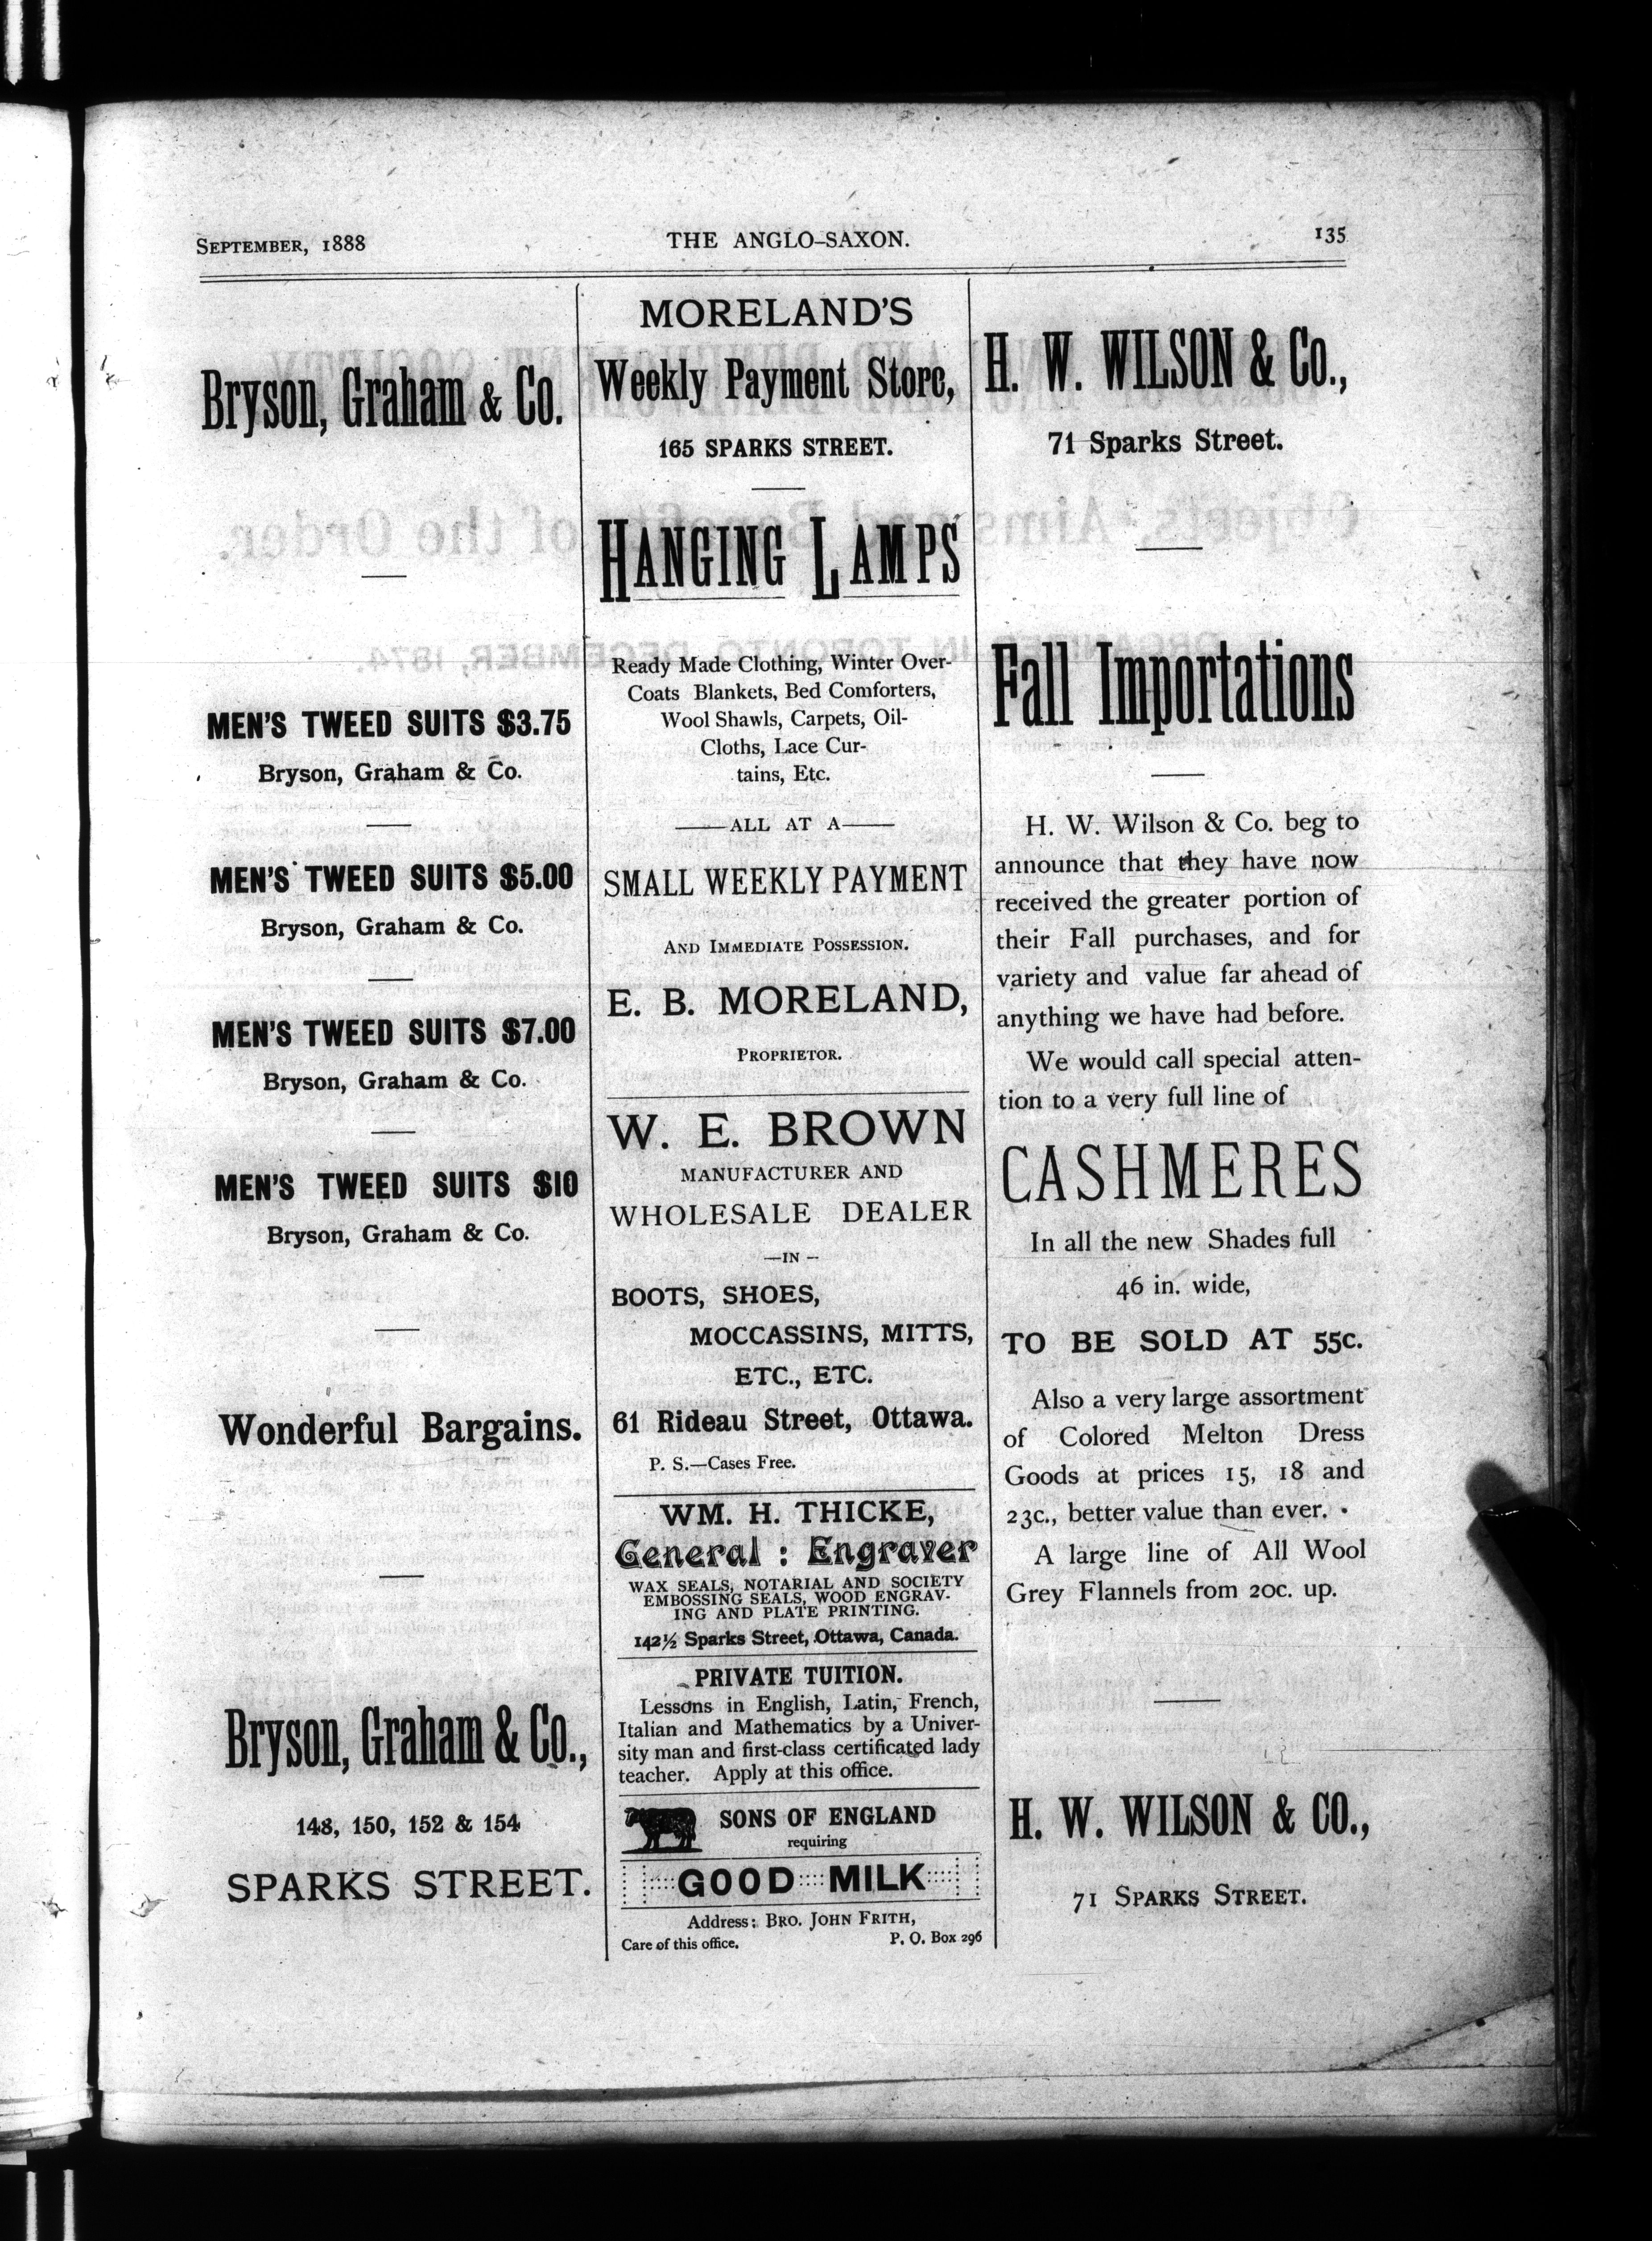 SEPTEMBER, 1888
THE ANGLO-SAXON.
135
Bryson, Graham & Co.
MEN'S TWEED SUITS $3.75
Bryson, Graham & Co.
MEN'S TWEED SUITS $5.00
Bryson, Graham & Co.
MEN'S TWEED SUITS $7.00
Bryson, Graham & Co.
MEN'S TWEED SUITS $10
Bryson, Graham & Co.
Wonderful Bargains.
Bryson, Graham & Co.,
148, 150, 152 & 154
SPARKS STREET.
MORELAND'S
Weekly Payment Store,
165 SPARKS STREET.
HANGING LAMPS
Ready Made Clothing, Winter Over-
Coats Blankets, Bed Comforters,
Wool Shawls, Carpets, Oil-
Cloths, Lace Cur-
tains, Etc.
——ALL AT A——
SMALL WEEKLY PAYMENT
AND IMMEDIATE POSSESSION.
E. B. MORELAND,
PROPRIETOR.
W. E. BROWN
MANUFACTURER AND
WHOLESALE DEALER
—IN –
BOOTS, SHOES,
MOCCASSINS, MITTS,
ETC., ETC.
61 Rideau Street, Ottawa.
P. S.—Cases Free.
WM. H. THICKE,
General : Engraver
WAX SEALS, NOTARIAL AND SOCIETY
EMBOSSING SEALS, WOOD ENGRAV-
ING AND PLATE PRINTING.
142½ Sparks Street, Ottawa, Canada.
PRIVATE TUITION.
Lessons in English, Latin, French,
Italian and Mathematics by a Univer-
sity man and first-class certificated lady
teacher. Apply at this office.
SONS OF ENGLAND
requiring
GOOD MILK
Address: BRO. JOHN FRITH,
Care of this office. P. O. Box 296
H. W. WILSON & Co.,
71 Sparks Street.
Fall Importations
H. W. Wilson & Co. beg to
announce that they have now
received the greater portion of
their Fall purchases, and for
variety and value far ahead of
anything we have had before.
We would call special atten-
tion to a very full line of
CASHMERES
In all the new Shades full
46 in. wide,
TO BE SOLD AT 55c.
Also a very large assortment
of Colored Melton Dress
Goods at prices 15, 18 and
23c., better value than ever.
A large line of All Wool
Grey Flannels from 20c. up.
H. W. WILSON & CO.,
71 SPARKS STREET.